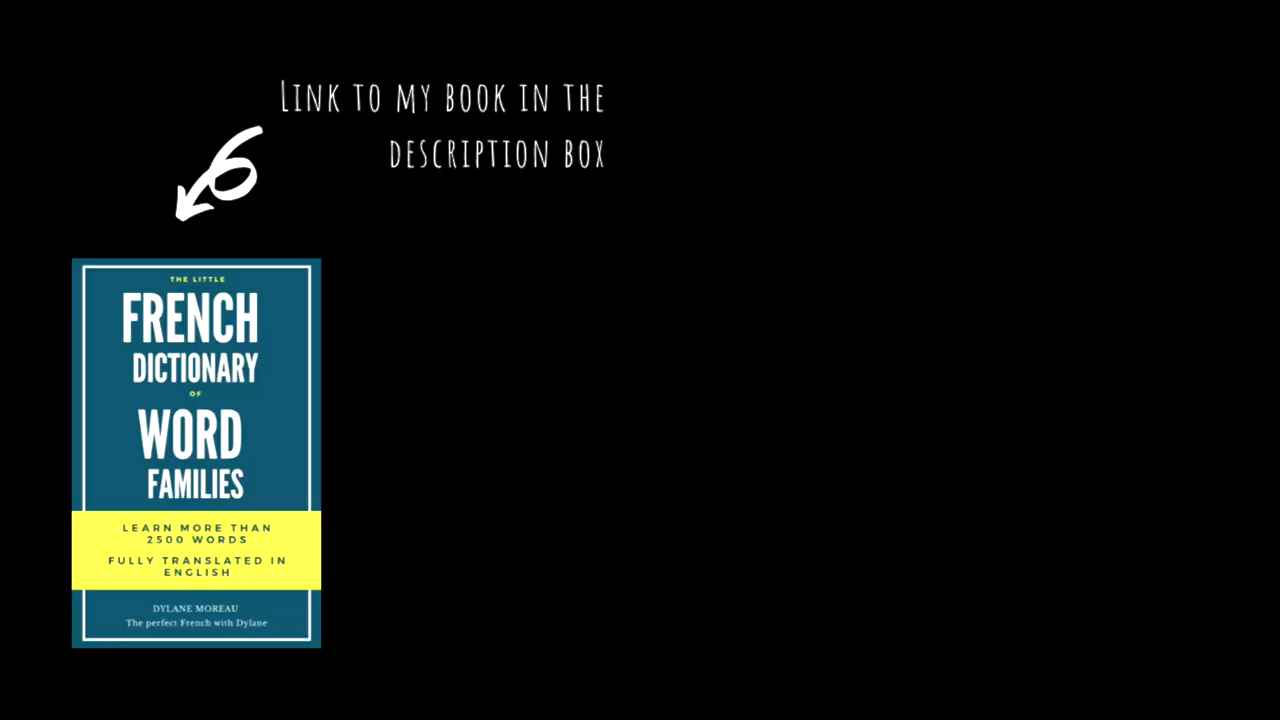 LINK TO MY BOOK IN THE
DESCRIPTION BOX
THE LITTLE
FRENCH
DICTIONARY
OF
WORD
FAMILIES
LEARN MORE THAN
2500 WORDS
FULLY TRANSLATED IN
ENGLISH
DYLANE MOREAU
The perfect French with Dylane